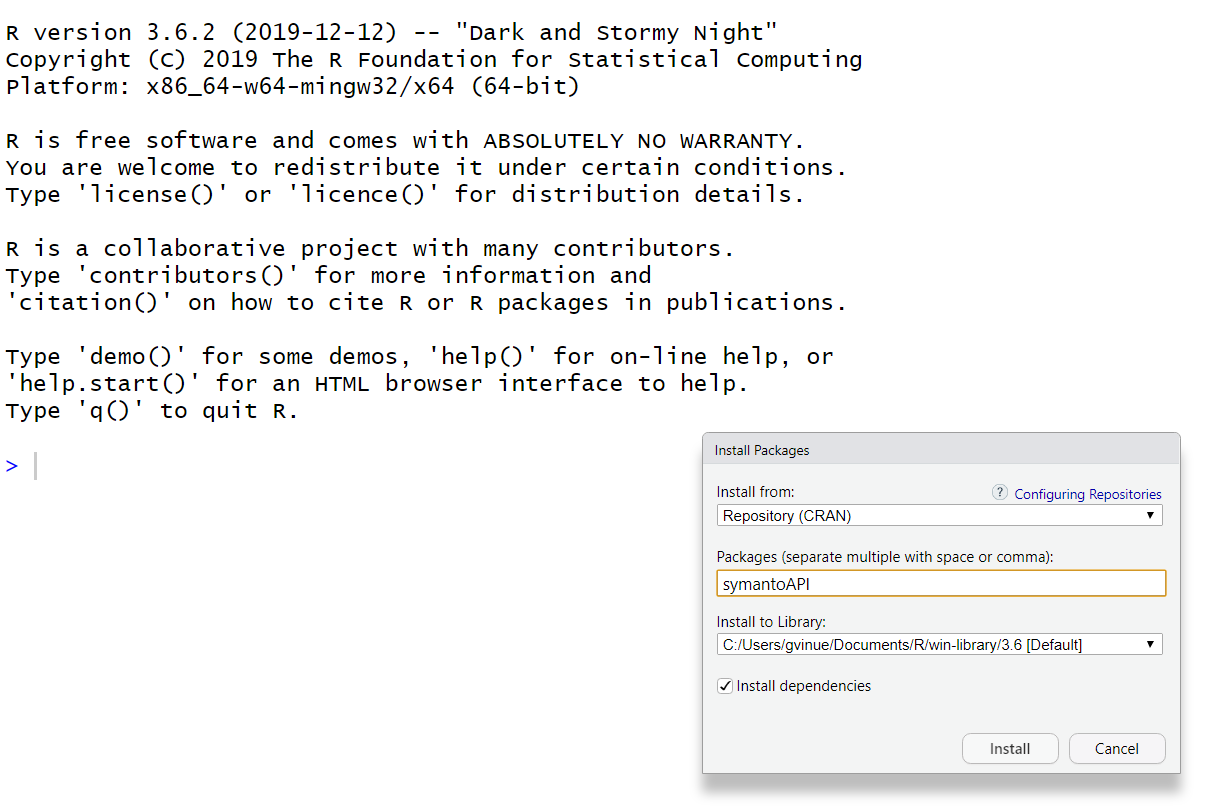 R version 3.6.2 (2019-12-12) -- "Dark and Stormy Night"
Copyright (C) 2019 The R Foundation for Statistical Computing
Platform: x86_64-w64-mingw32/x64 (64-bit)
R is free software and comes with ABSOLUTELY NO WARRANTY.
You are welcome to redistribute it under certain conditions.
Type 'license()' or 'licence()' for distribution details.
R is a collaborative project with many contributors.
Type 'contributors()' for more information and
'citation()' on how to cite R or R packages in publications.
Type 'demo()' for some demos, 'help()' for on-line help, or
'help.start()' for an HTML browser interface to help.
Type 'q()' to quit R.
>
Install Packages
Install from:
? Configuring Repositories
Repository (CRAN)
Packages (separate multiple with space or comma):
symantoAPI
Install to Library:
C:/Users/gvinue/Documents/R/win-library/3.6 [Default]
Install dependencies
Install
Cancel